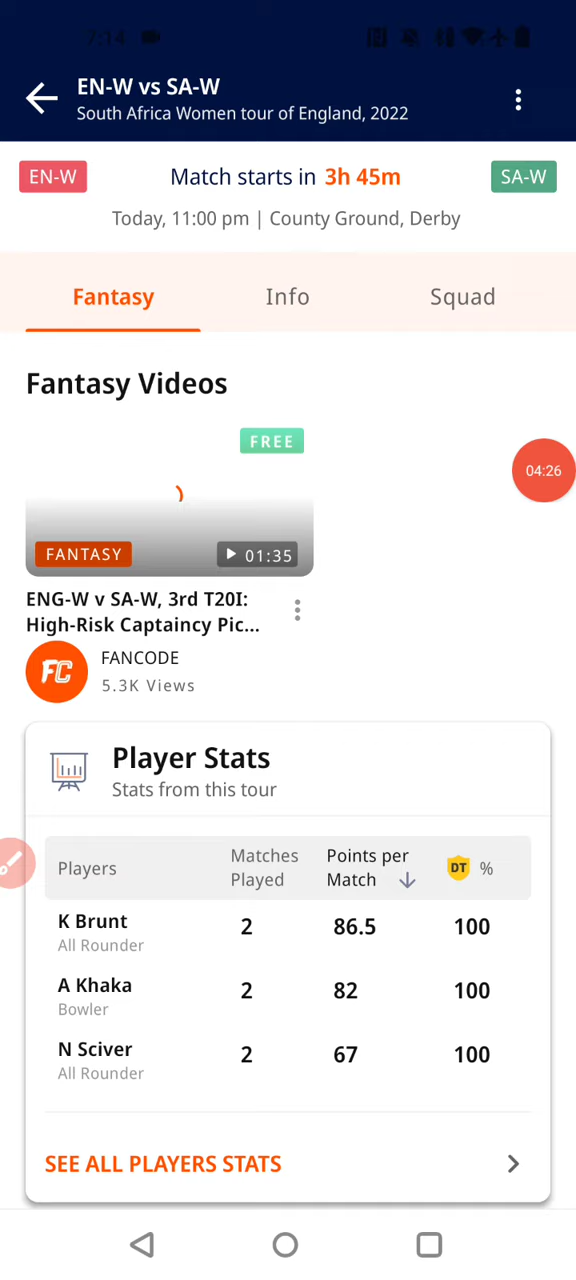 7:14
EN-W vs SA-W
South Africa Women tour of England, 2022
EN-W
Match starts in 3h 45m
SA-W
Today, 11:00 pm | County Ground, Derby
Fantasy
Info
Squad
Fantasy Videos
FREE
04:26
FANTASY
01:35
ENG-W v SA-W, 3rd T20I:
High-Risk Captaincy Pic...
FC
FANCODE
5.3K Views
Player Stats
Stats from this tour
Players
Matches
Played
Points per
Match
DT %
K Brunt
All Rounder
2
86.5
100
A Khaka
Bowler
2
82
100
N Sciver
All Rounder
2
67
100
SEE ALL PLAYERS STATS